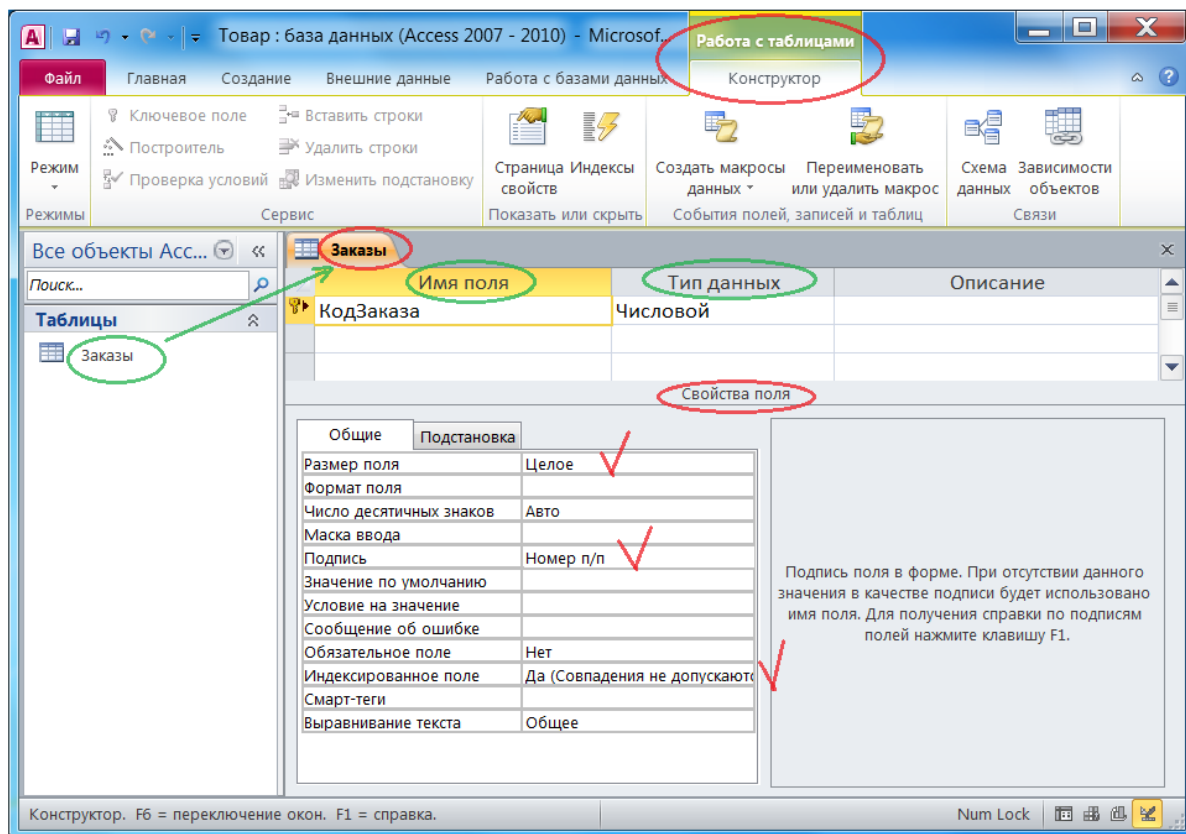 Товар : база данных (Access 2007 - 2010) - Microsof...
Работа с таблицами
Файл
Главная
Создание
Внешние данные
Работа с базами данных
Конструктор
Режим
Режимы
Ключевое поле
Построитель
Проверка условий
Вставить строки
Удалить строки
Изменить подстановку
Сервис
Страница свойств
Индексы
Показать или скрыть
Создать макросы данных
Переименовать или удалить макрос
События полей, записей и таблиц
Схема данных
Зависимости объектов
Связи
Все объекты Acc...
Поиск...
Таблицы
Заказы
Заказы
Имя поля Тип данных Описание
КодЗаказа Числовой
Свойства поля
Общие Подстановка
Размер поля Целое
Формат поля
Число десятичных знаков Авто
Маска ввода
Подпись Номер п/п
Значение по умолчанию
Условие на значение
Сообщение об ошибке
Обязательное поле Нет
Индексированное поле Да (Совпадения не допускаютс
Смарт-теги
Выравнивание текста Общее
Подпись поля в форме. При отсутствии данного
значения в качестве подписи будет использовано
имя поля. Для получения справки по подписям
полей нажмите клавишу F1.
Конструктор. F6 = переключение окон. F1 = справка.
Num Lock